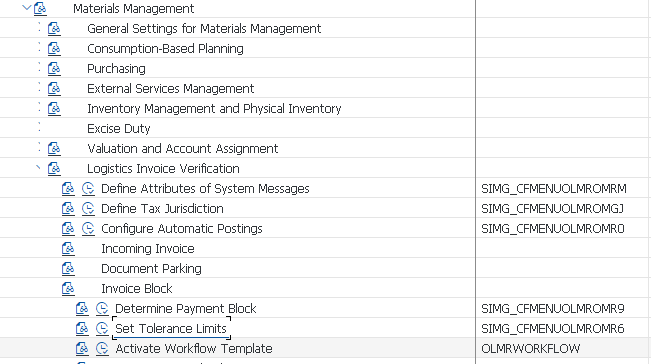 Materials Management
General Settings for Materials Management
Consumption-Based Planning
Purchasing
External Services Management
Inventory Management and Physical Inventory
Excise Duty
Valuation and Account Assignment
Logistics Invoice Verification
Define Attributes of System Messages SIMG_CFMENUOLMROMRM
Define Tax Jurisdiction SIMG_CFMENUOLMROMGJ
Configure Automatic Postings SIMG_CFMENUOLMROMR0
Incoming Invoice
Document Parking
Invoice Block
Determine Payment Block SIMG_CFMENUOLMROMR9
Set Tolerance Limits SIMG_CFMENUOLMROMR6
Activate Workflow Template OLMRWORKFLOW